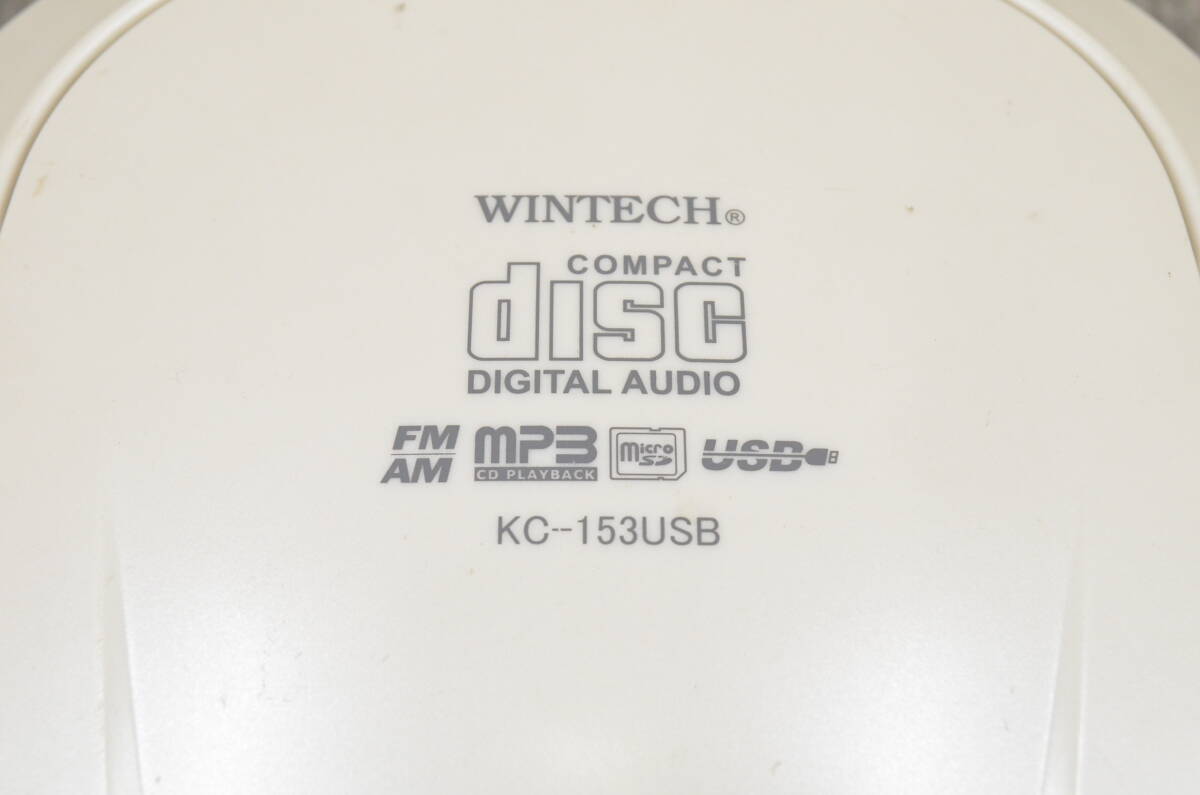 WINTECH®
COMPACT
disc
DIGITAL AUDIO
FM
AM
MP3
CD PLAYBACK
micro
SD
USB
KC--153USB